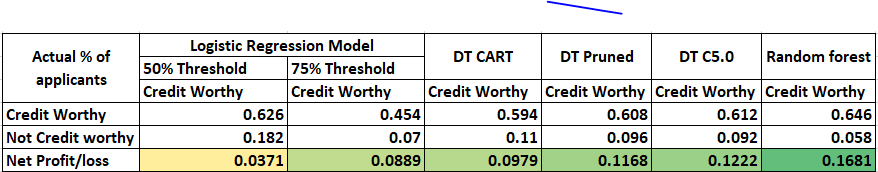 Actual % of applicants Logistic Regression Model DT CART DT Pruned DT C5.0 Random forest
50% Threshold 75% Threshold
Credit Worthy Credit Worthy Credit Worthy Credit Worthy Credit Worthy Credit Worthy
Credit Worthy 0.626 0.454 0.594 0.608 0.612 0.646
Not Credit worthy 0.182 0.07 0.11 0.096 0.092 0.058
Net Profit/loss 0.0371 0.0889 0.0979 0.1168 0.1222 0.1681